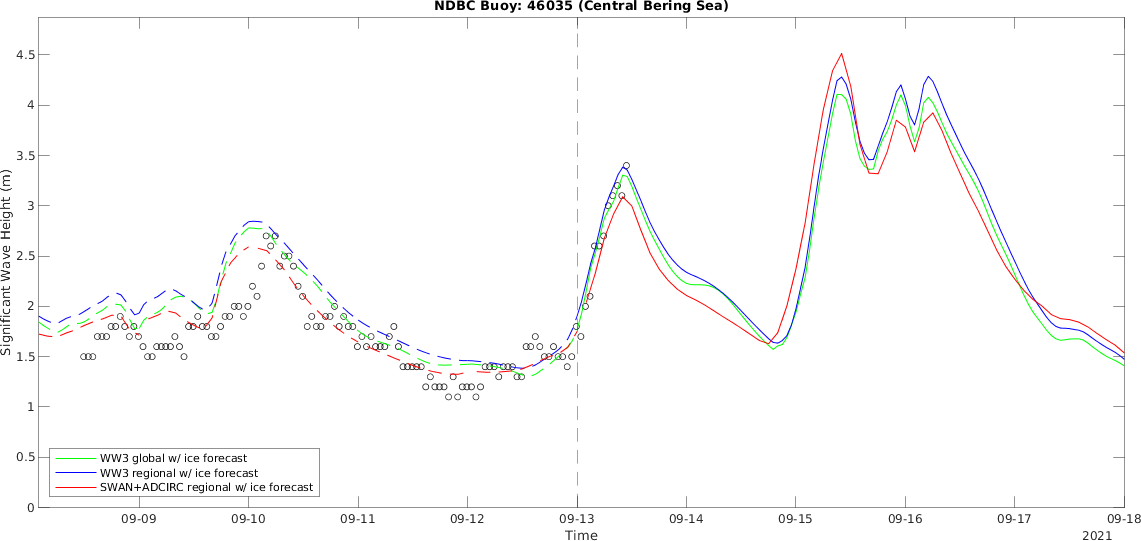 NDBC Buoy: 46035 (Central Bering Sea)
4.5
4
3.5
3
2.5
2
1.5
1
0.5
0
Significant Wave Height (m)
WW3 global w/ ice forecast
WW3 regional w/ ice forecast
SWAN+ADCIRC regional w/ ice forecast
09-09 09-10 09-11 09-12 09-13 09-14 09-15 09-16 09-17 09-18
Time
2021